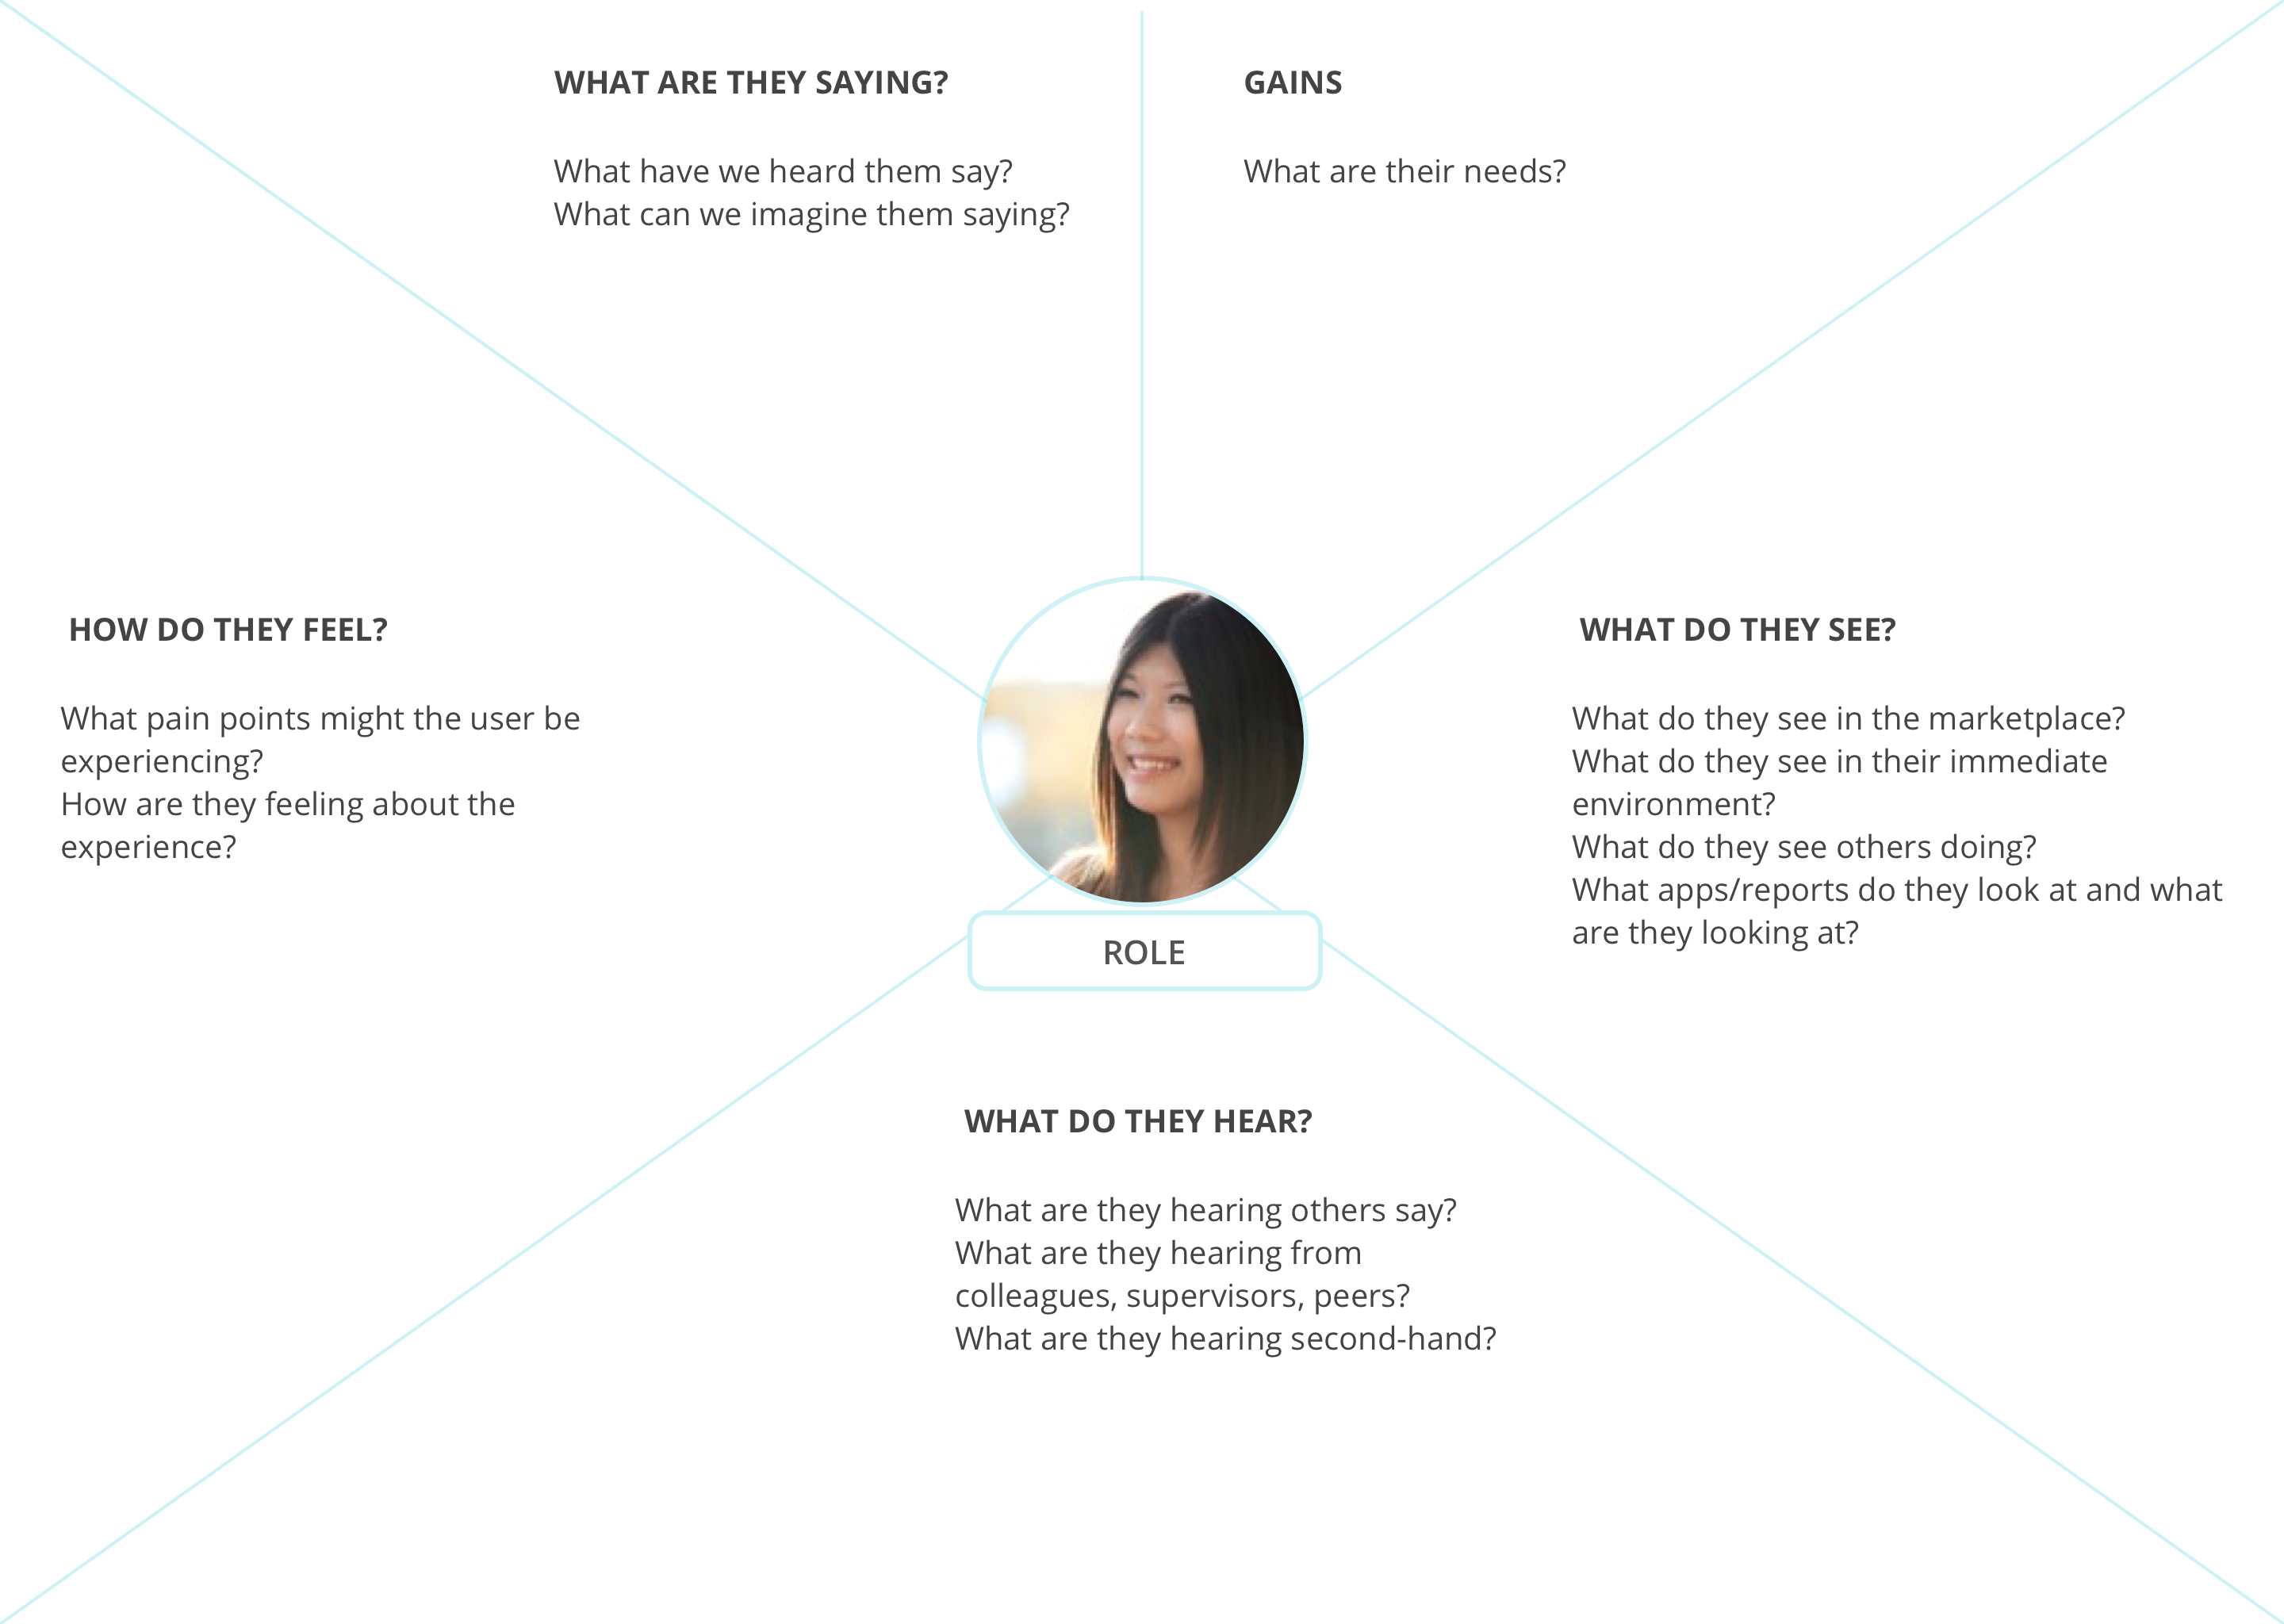 WHAT ARE THEY SAYING?
What have we heard them say?
What can we imagine them saying?
GAINS
What are their needs?
HOW DO THEY FEEL?
What pain points might the user be
experiencing?
How are they feeling about the
experience?
WHAT DO THEY SEE?
What do they see in the marketplace?
What do they see in their immediate
environment?
What do they see others doing?
What apps/reports do they look at and what
are they looking at?
ROLE
WHAT DO THEY HEAR?
What are they hearing others say?
What are they hearing from
colleagues, supervisors, peers?
What are they hearing second-hand?